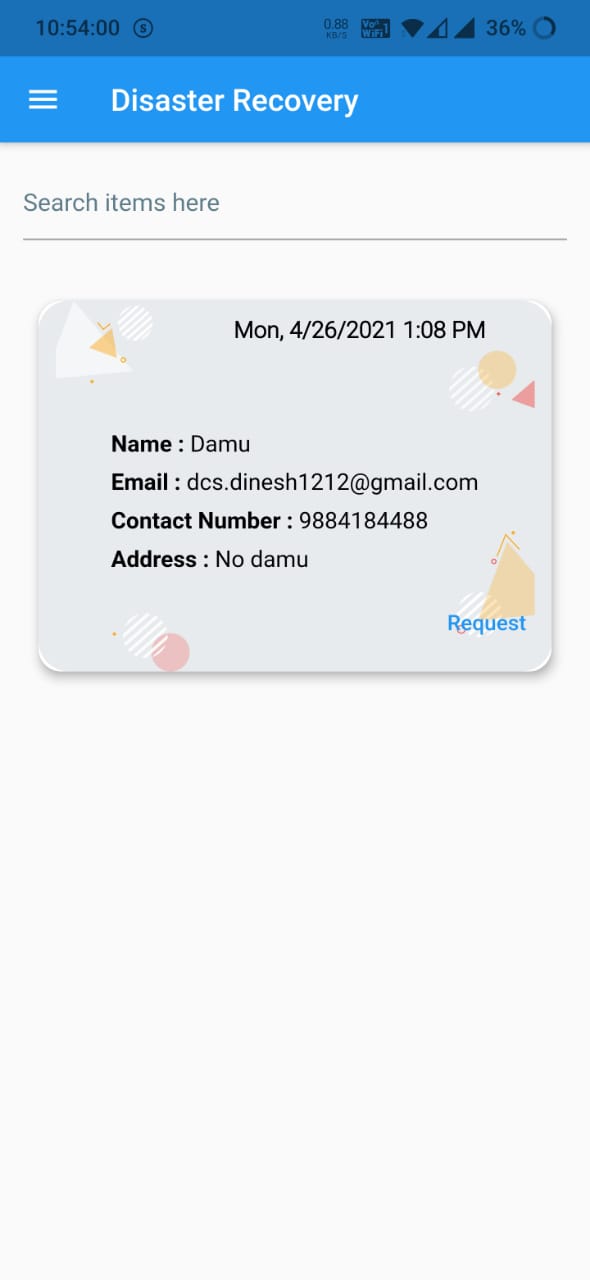 10:54:00 S 0.88 KB/S Vo WiFi 1 36%
Disaster Recovery
Search items here
Mon, 4/26/2021 1:08 PM
Name : Damu
Email : dcs.dinesh1212@gmail.com
Contact Number : 9884184488
Address : No damu
Request